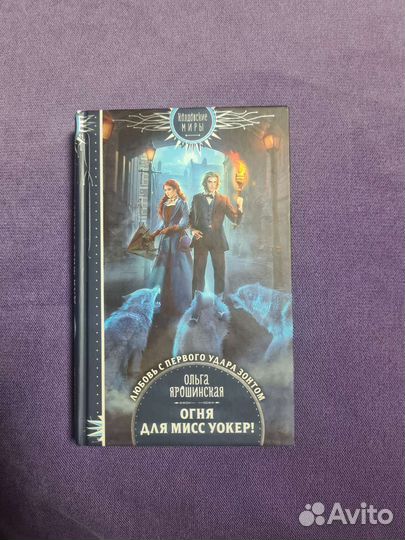 КОЛДОВСКИЕ
МИРЫ
ЛЮБОВЬ С ПЕРВОГО УДАРА ЗОНТОМ
ОЛЬГА
ЯРОШИНСКАЯ
ОГНЯ
ДЛЯ МИСС УОКЕР!
Avito